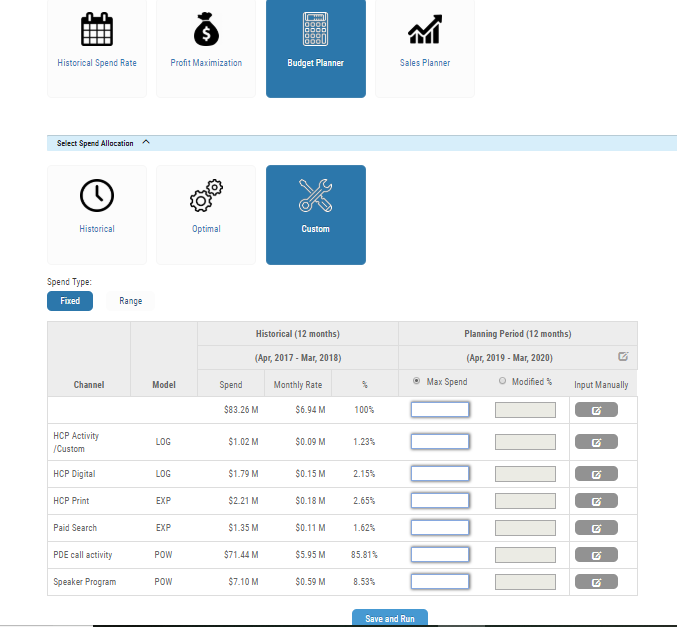 Historical Spend Rate Profit Maximization Budget Planner Sales Planner
Select Spend Allocation
Historical Optimal Custom
Spend Type:
Fixed Range
Historical (12 months) Planning Period (12 months)
(Apr, 2017 - Mar, 2018) (Apr, 2019 - Mar, 2020)
Channel Model Spend Monthly Rate % Max Spend Modified % Input Manually
$83.26 M $6.94 M 100%
HCP Activity
/Custom LOG $1.02 M $0.09 M 1.23%
HCP Digital LOG $1.79 M $0.15 M 2.15%
HCP Print EXP $2.21 M $0.18 M 2.65%
Paid Search EXP $1.35 M $0.11 M 1.62%
PDE call activity POW $71.44 M $5.95 M 85.81%
Speaker Program POW $7.10 M $0.59 M 8.53%
Save and Run